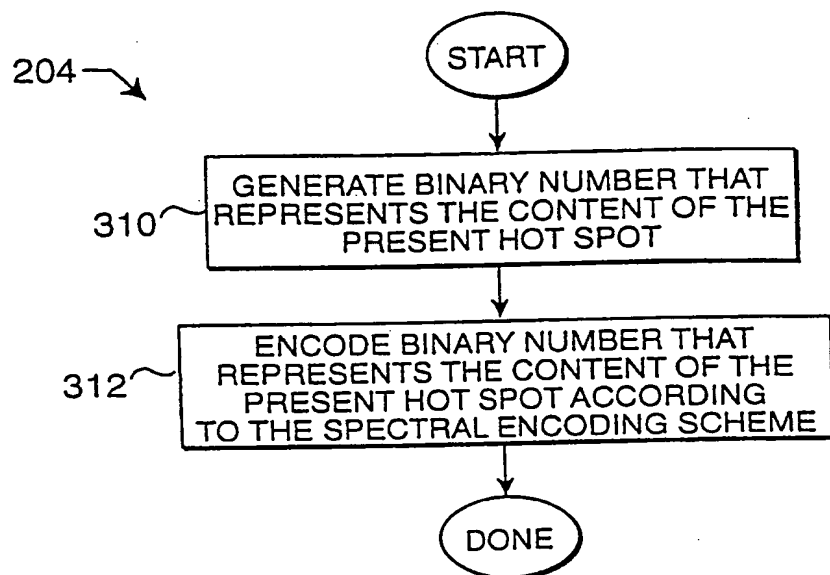 START
204
GENERATE BINARY NUMBER THAT
REPRESENTS THE CONTENT OF THE
PRESENT HOT SPOT.
310
ENCODE BINARY NUMBER THAT
REPRESENTS THE CONTENT OF THE
PRESENT HOT SPOT ACCORDING
TO THE SPECTRAL ENCODING SCHEME
312
DONE